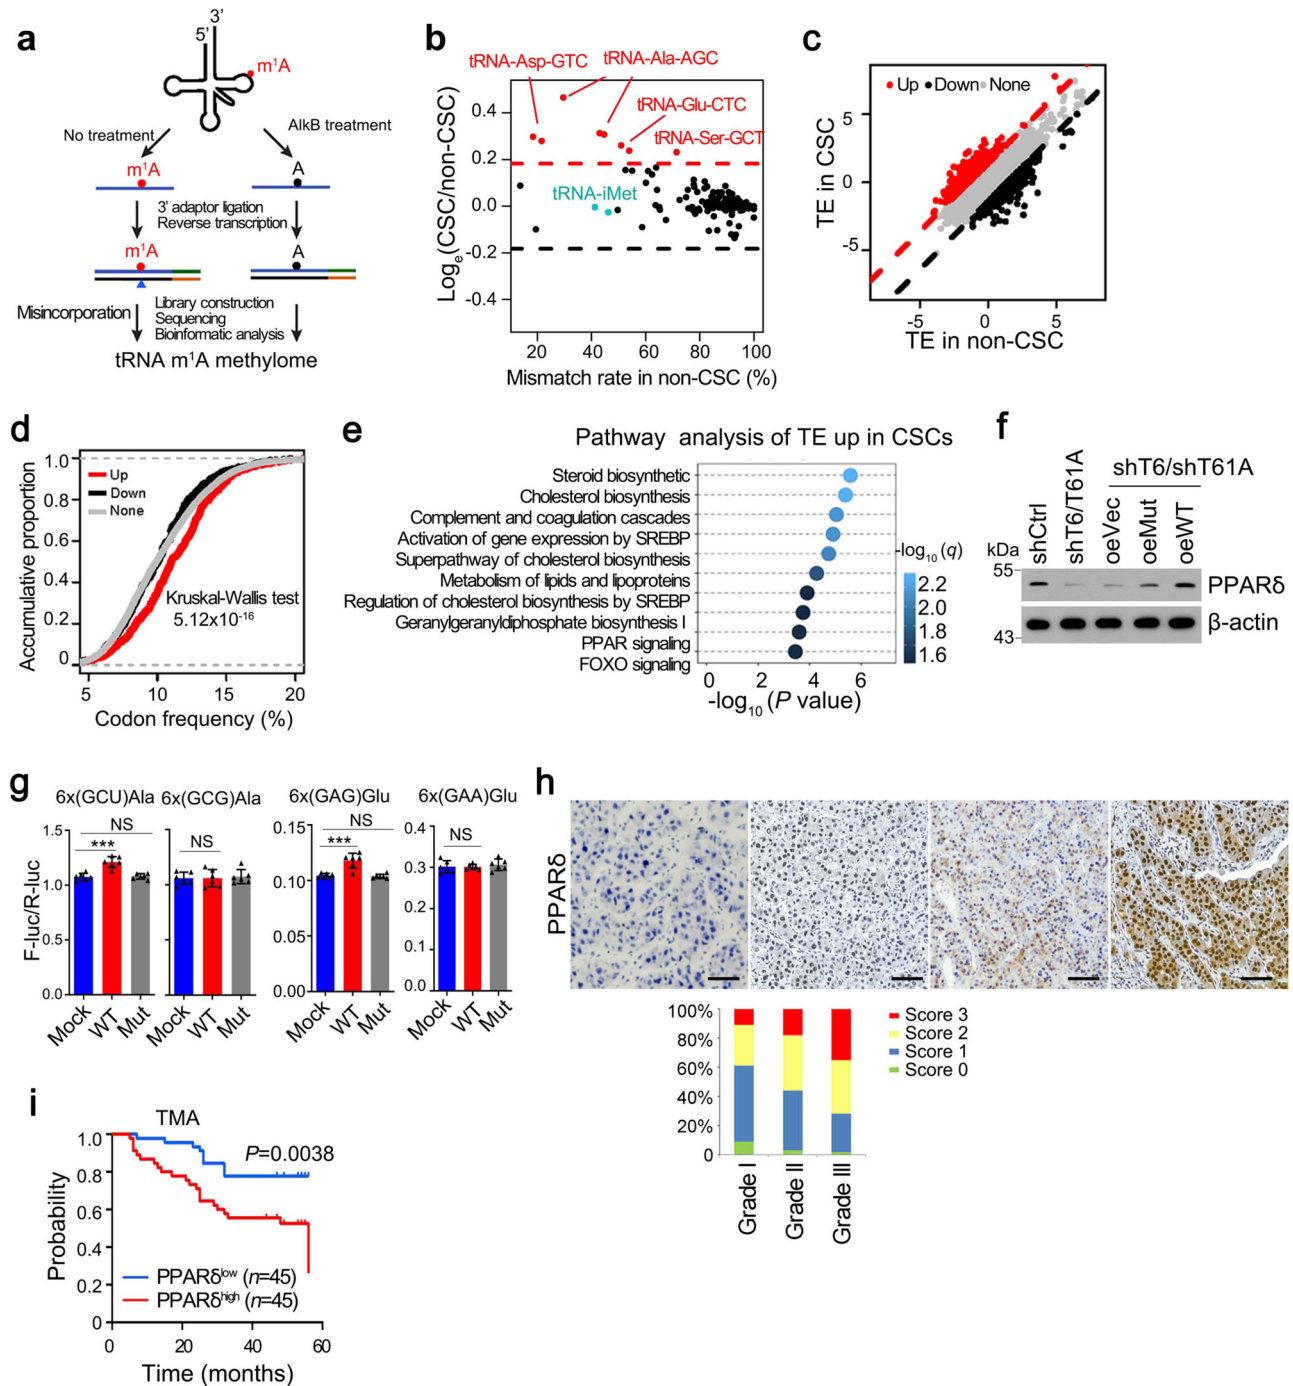 a
3’
5’
m¹A
No treatment
AlkB treatment
m¹A
A
3’ adaptor ligation
Reverse transcription
m¹A
A
Misincorporation
Library construction
Sequencing
Bioinformatic analysis
tRNA m¹A methylome
b
tRNA-Asp-GTC
tRNA-Ala-AGC
tRNA-Glu-CTC
tRNA-Ser-GCT
tRNA-iMet
0.4
0.2
0.0
-0.2
-0.4
Logₑ(CSC/non-CSC)
20 40 60 80 100
Mismatch rate in non-CSC (%)
c
Up Down None
5
0
-5
TE in CSC
-5 0 5
TE in non-CSC
d
Up
Down
None
Kruskal-Wallis test
5.12x10⁻¹⁶
1.0
0.8
0.6
0.4
0.2
0
Accumulative proportion
5 10 15 20
Codon frequency (%)
e
Pathway analysis of TE up in CSCs
Steroid biosynthetic
Cholesterol biosynthesis
Complement and coagulation cascades
Activation of gene expression by SREBP
Superpathway of cholesterol biosynthesis
Metabolism of lipids and lipoproteins
Regulation of cholesterol biosynthesis by SREBP
Geranylgeranyldiphosphate biosynthesis I
PPAR signaling
FOXO signaling
0 2 4 6
-log₁₀ (P value)
-log₁₀ (q)
2.2
2.0
1.8
1.6
f
shT6/shT61A
shCtrl
shT6/T61A
oeVec
oeMut
oeWT
kDa
55
PPARδ
43
β-actin
g
6x(GCU)Ala
6x(GCG)Ala
6x(GAG)Glu
6x(GAA)Glu
NS
***
NS
NS
***
NS
F-luc/R-luc
1.5
1.0
0.5
0.0
0.15
0.10
0.05
0.00
0.4
0.3
0.2
0.1
0.0
Mock WT Mut
Mock WT Mut
Mock WT Mut
Mock WT Mut
h
PPARδ
100%
80%
60%
40%
20%
0
Score 3
Score 2
Score 1
Score 0
Grade I
Grade II
Grade III
i
TMA
P=0.0038
1.0
0.8
0.6
0.4
0.2
0
Probability
PPARδˡᵒʷ (n=45)
PPARδʰⁱᵍʰ (n=45)
0 20 40 60
Time (months)